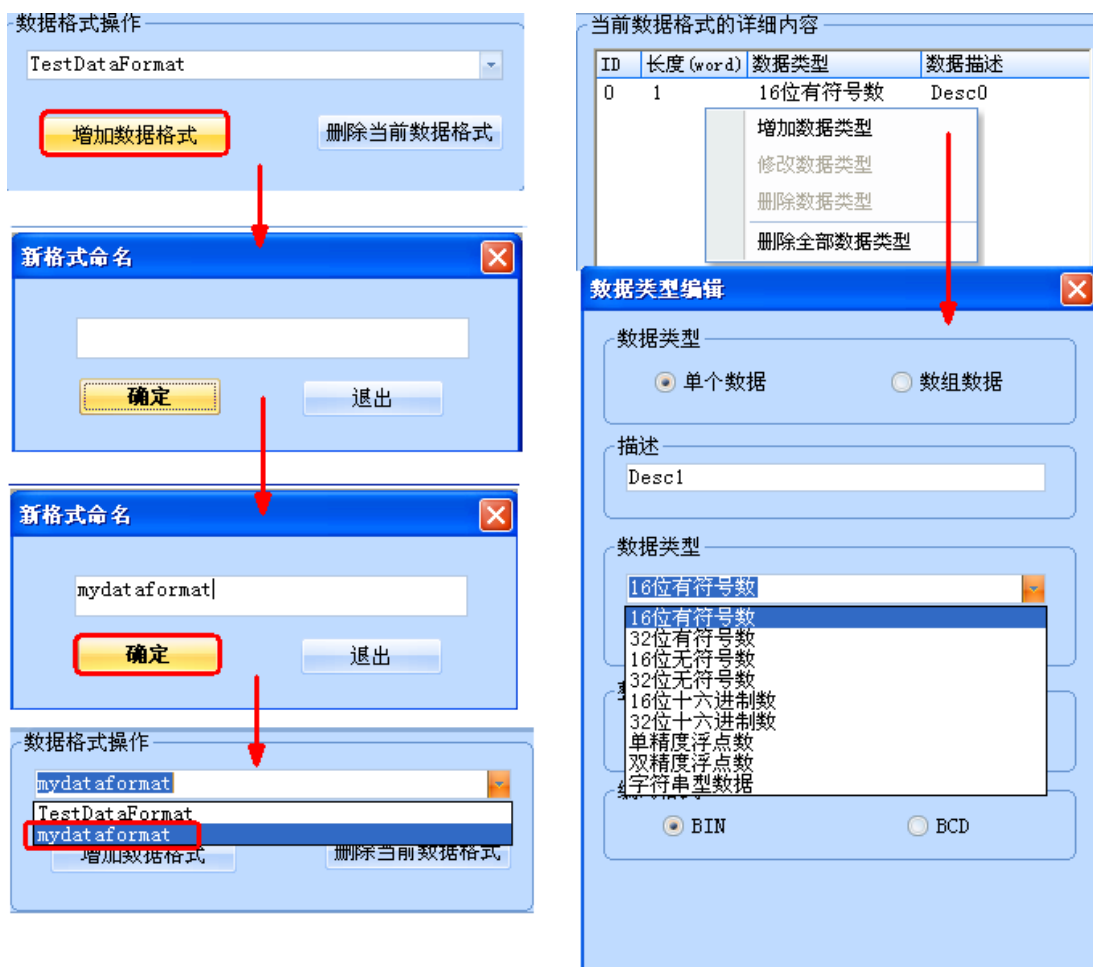 数据格式操作
TestDataFormat
增加数据格式
删除当前数据格式
新格式命名
确定
退出
新格式命名
mydataformat
确定
退出
数据格式操作
mydataformat
TestDataFormat
mydataformat
增加数据格式
删除当前数据格式
当前数据格式的详细内容
ID 长度(word) 数据类型 数据描述
0 1 16位有符号数 Desc0
增加数据类型
修改数据类型
删除数据类型
删除全部数据类型
数据类型编辑
数据类型
单个数据
数组数据
描述
Desc1
数据类型
16位有符号数
16位有符号数
32位有符号数
16位无符号数
32位无符号数
16位十六进制数
32位十六进制数
单精度浮点数
双精度浮点数
字符串型数据
BIN
BCD